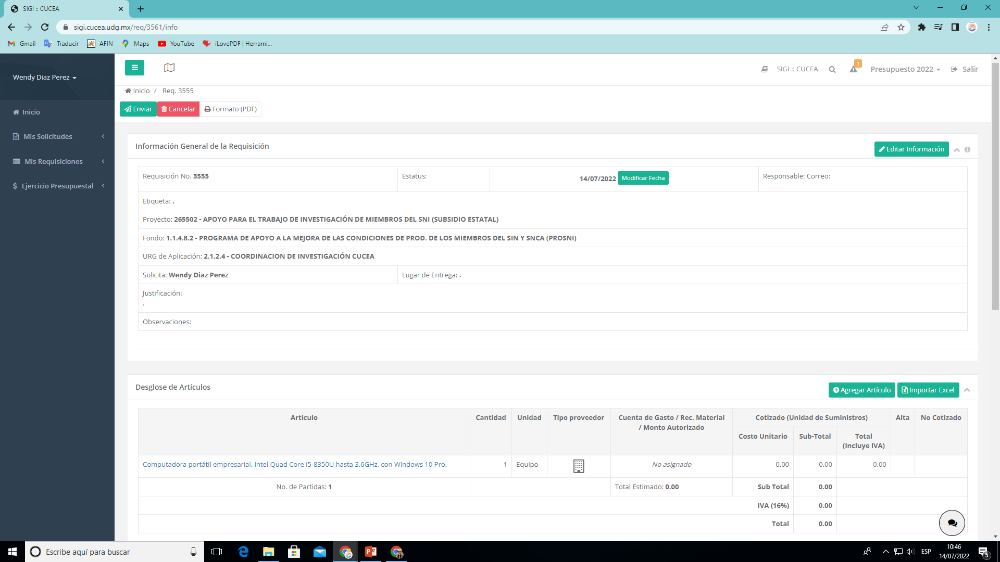 SIGI :: CUCEA
sigi.cucea.udg.mx/req/3561/info
Gmail Traducir AFIN Maps YouTube iLovePDF | Herrami...
Wendy Diaz Perez
Inicio
Mis Solicitudes
Mis Requisiciones
Ejercicio Presupuestal
SIGI :: CUCEA 1 Presupuesto 2022 Salir
Inicio / Req. 3555
Enviar Cancelar Formato (PDF)
Información General de la Requisición Editar Información
Requisición No. 3555 Estatus: 14/07/2022 Modificar Fecha Responsable: Correo:
Etiqueta: .
Proyecto: 265502 - APOYO PARA EL TRABAJO DE INVESTIGACIÓN DE MIEMBROS DEL SNI (SUBSIDIO ESTATAL)
Fondo: 1.1.4.8.2 - PROGRAMA DE APOYO A LA MEJORA DE LAS CONDICIONES DE PROD. DE LOS MIEMBROS DEL SIN Y SNCA (PROSNI)
URG de Aplicación: 2.1.2.4 - COORDINACION DE INVESTIGACIÓN CUCEA
Solicita: Wendy Diaz Perez Lugar de Entrega: .
Justificación:
.
Observaciones:
Desglose de Artículos Agregar Artículo Importar Excel
Artículo Cantidad Unidad Tipo proveedor Cuenta de Gasto / Rec. Material / Monto Autorizado Cotizado (Unidad de Suministros) Alta No Cotizado
Costo Unitario Sub-Total Total (Incluye IVA)
Computadora portátil empresarial, Intel Quad Core i5-8350U hasta 3.6GHz, con Windows 10 Pro. 1 Equipo No asignado 0.00 0.00 0.00
No. de Partidas: 1 Total Estimado: 0.00 Sub Total 0.00
IVA (16%) 0.00
Total 0.00
Escribe aquí para buscar
ESP
10:46
14/07/2022
5